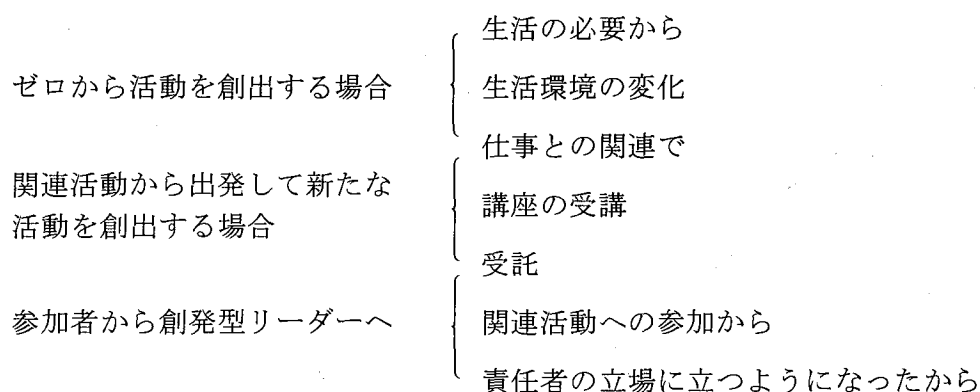 生活の必要から
ゼロから活動を創出する場合
生活環境の変化
仕事との関連で
関連活動から出発して新たな
活動を創出する場合
講座の受講
受託
参加者から創発型リーダーへ
関連活動への参加から
責任者の立場に立つようになったから